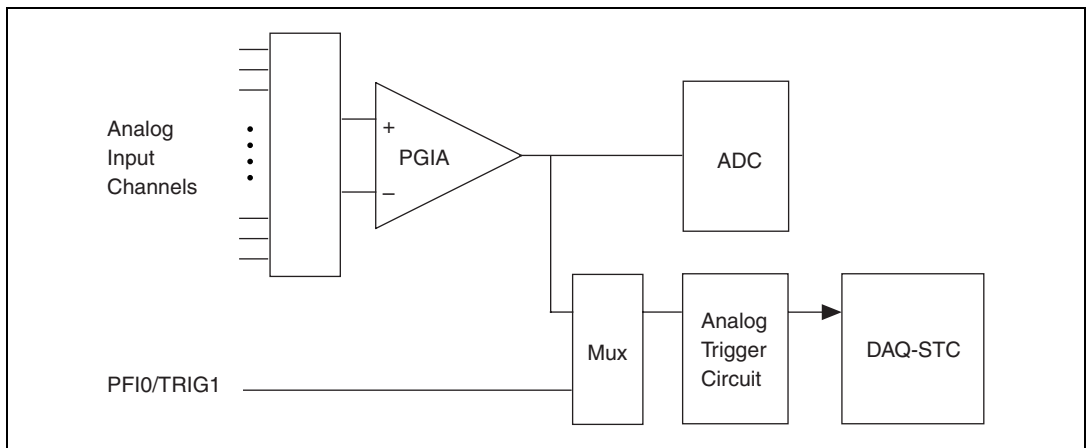 Analog
Input
Channels
+
PGIA
–
ADC
Mux
Analog
Trigger
Circuit
DAQ-STC
PFI0/TRIG1